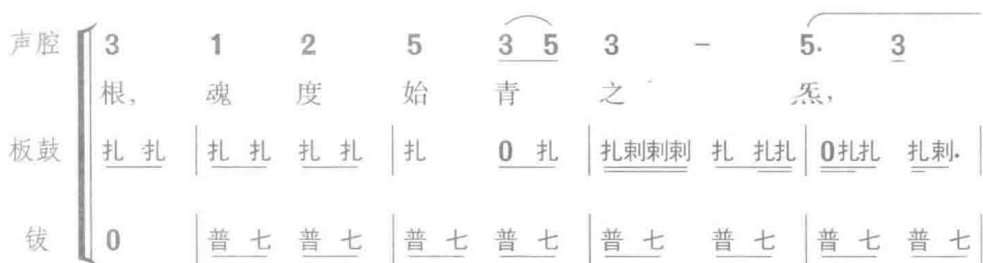 声腔 3 1 2 5 3 5 3 - 5. 3
根, 魂 度 始 青 之 炁,
板鼓 扎 扎 | 扎 扎 扎 扎 | 扎 0 扎 | 扎剌剌剌 扎 扎扎 | 0扎扎 扎剌. |
钹 0 | 普 七 普 七 | 普 七 普 七 | 普 七 普 七 | 普 七 普 七 |